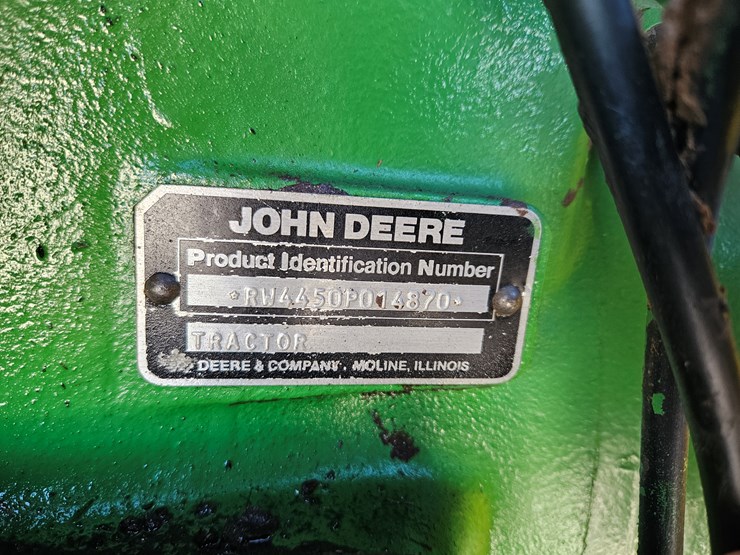 JOHN DEERE
Product Identification Number
*RW4450P014870*
TRACTOR
DEERE & COMPANY . MOLINE, ILLINOIS